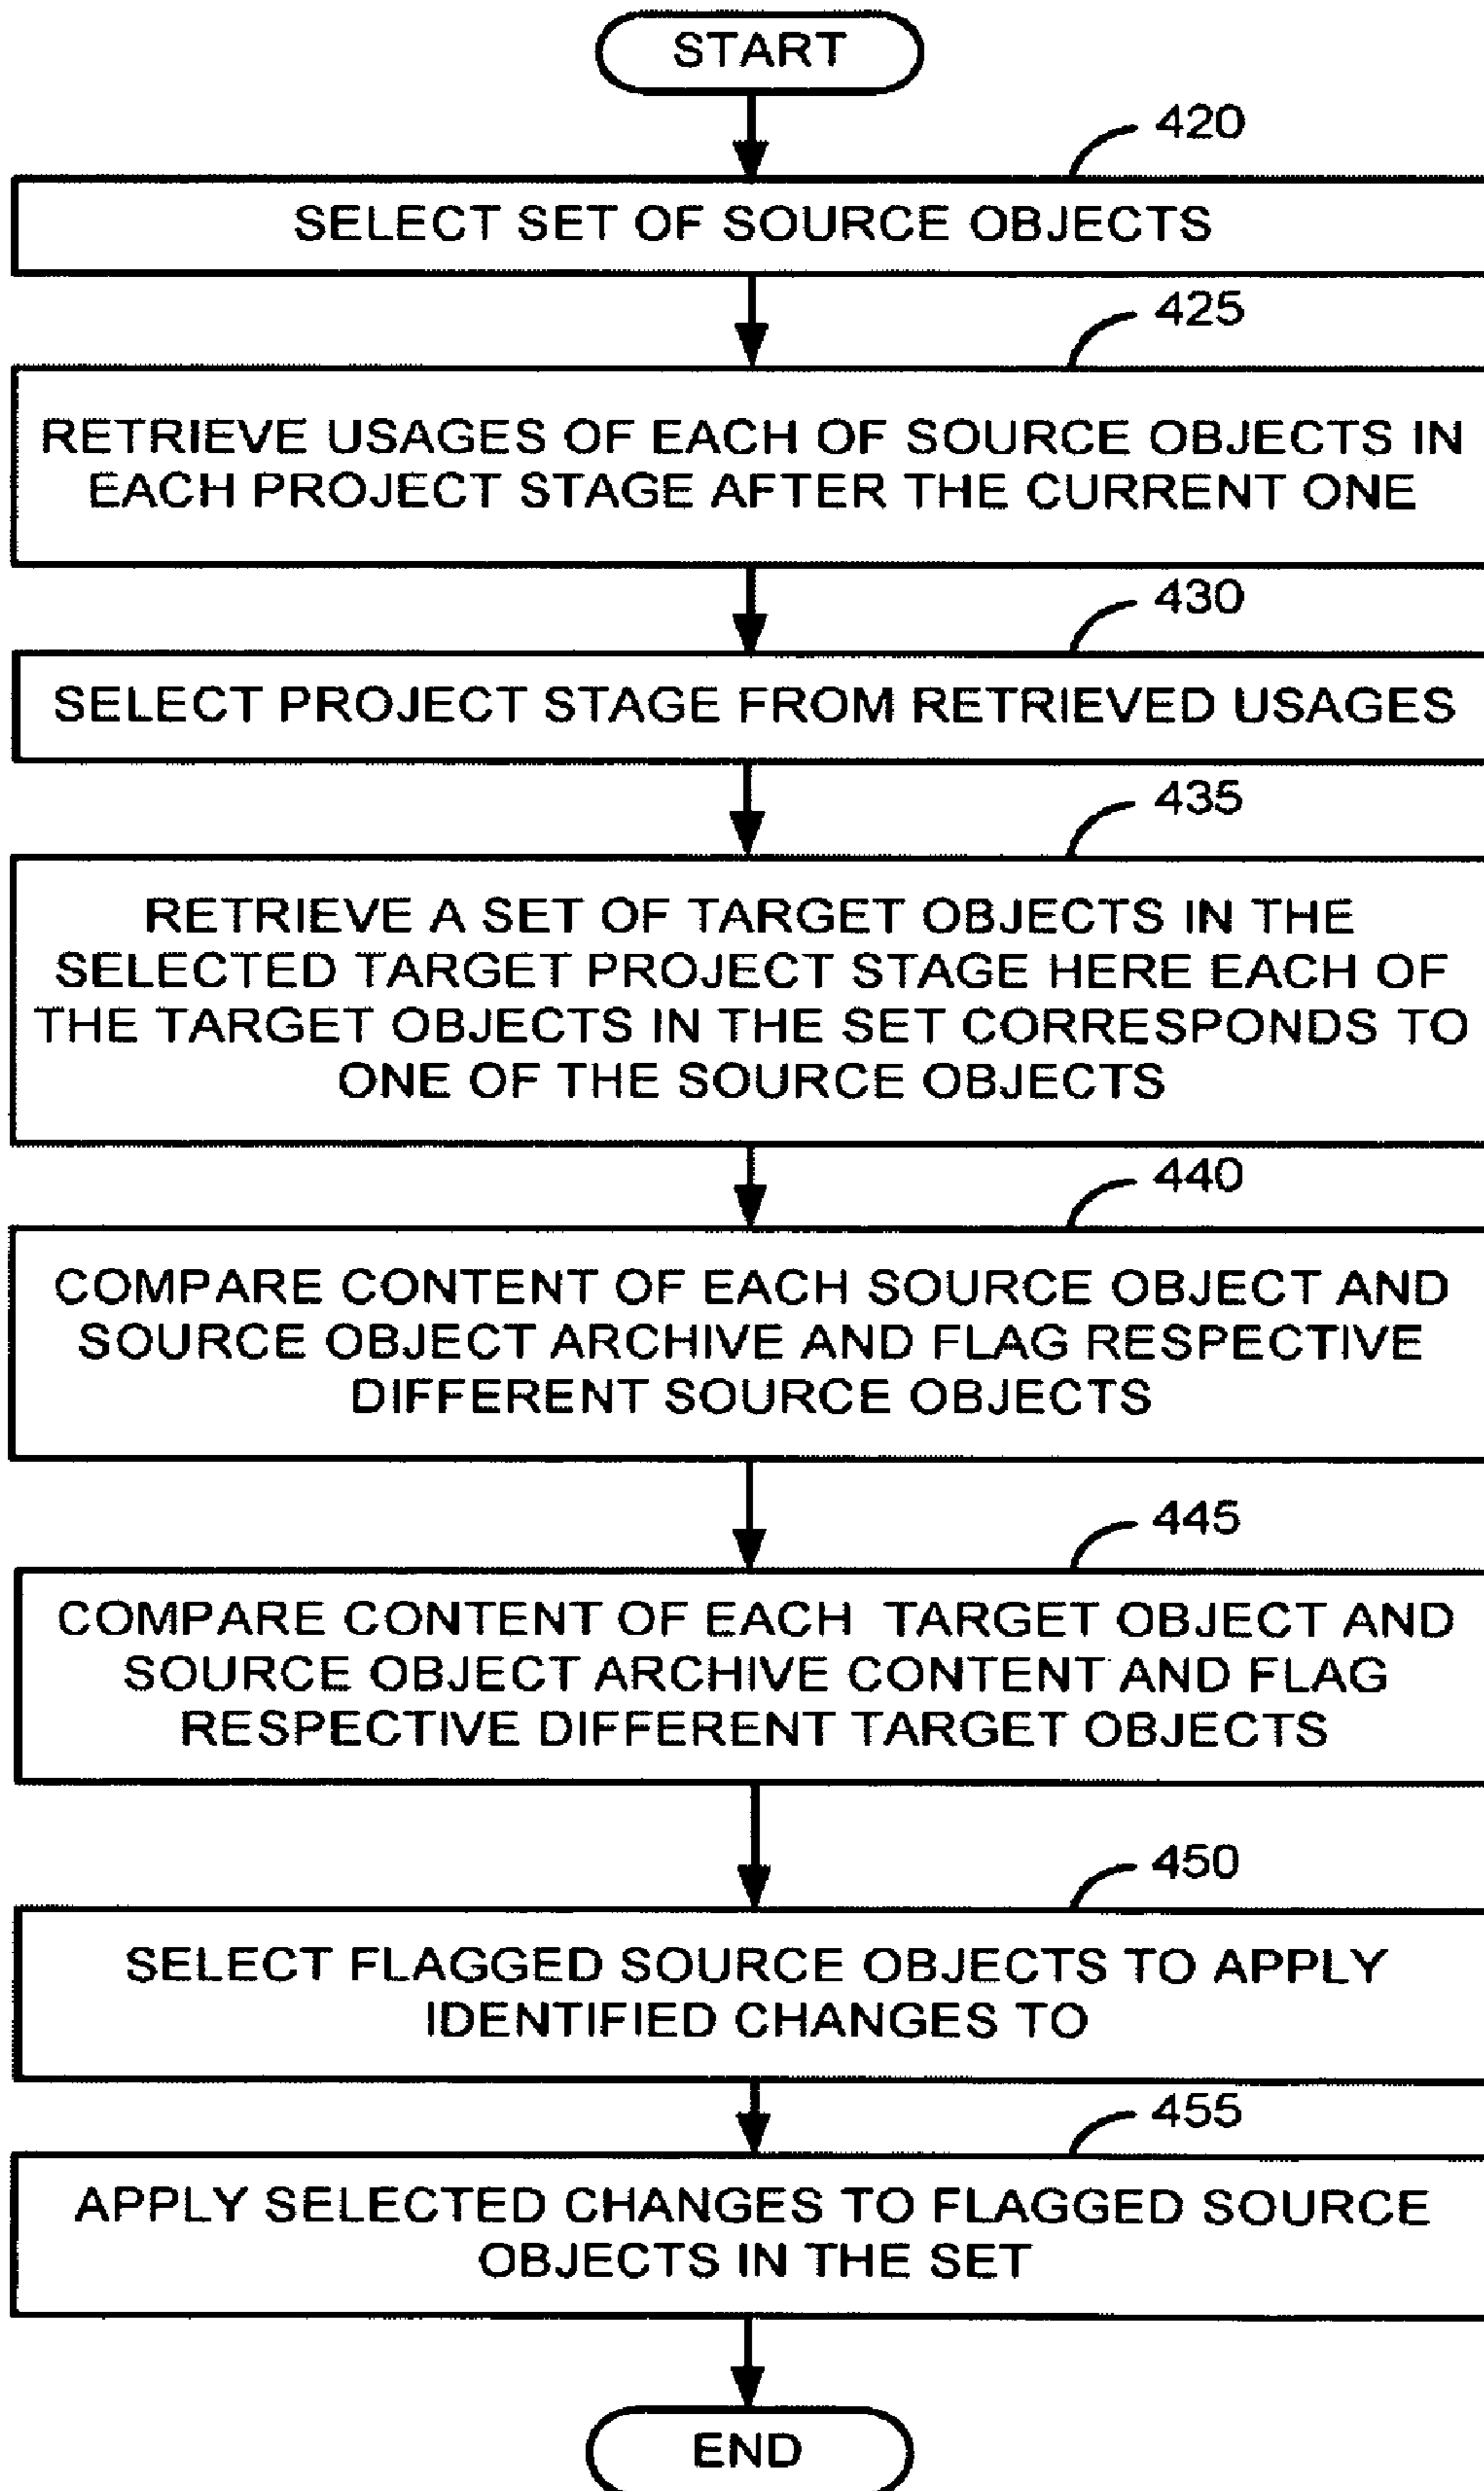 START
420
SELECT SET OF SOURCE OBJECTS
425
RETRIEVE USAGES OF EACH OF SOURCE OBJECTS IN
EACH PROJECT STAGE AFTER THE CURRENT ONE
430
SELECT PROJECT STAGE FROM RETRIEVED USAGES
435
RETRIEVE A SET OF TARGET OBJECTS IN THE
SELECTED TARGET PROJECT STAGE HERE EACH OF
THE TARGET OBJECTS IN THE SET CORRESPONDS TO
ONE OF THE SOURCE OBJECTS
440
COMPARE CONTENT OF EACH SOURCE OBJECT AND
SOURCE OBJECT ARCHIVE AND FLAG RESPECTIVE
DIFFERENT SOURCE OBJECTS
445
COMPARE CONTENT OF EACH TARGET OBJECT AND
SOURCE OBJECT ARCHIVE CONTENT AND FLAG
RESPECTIVE DIFFERENT TARGET OBJECTS
450
SELECT FLAGGED SOURCE OBJECTS TO APPLY
IDENTIFIED CHANGES TO
455
APPLY SELECTED CHANGES TO FLAGGED SOURCE
OBJECTS IN THE SET
END